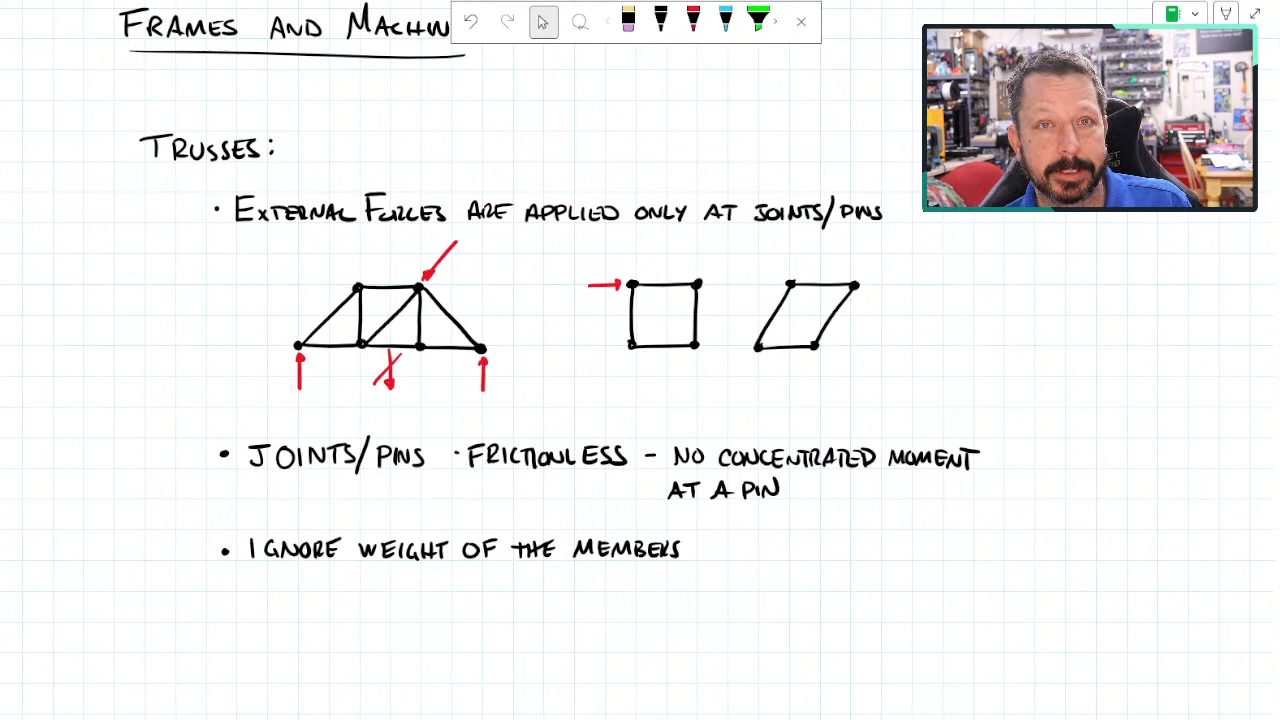 FRAMES AND MACHIN
TRUSSES:
• EXTERNAL FORCES ARE APPLIED ONLY AT JOINTS/PINS
• JOINTS/PINS • FRICTIONLESS - NO CONCENTRATED MOMENT
AT A PIN
• IGNORE WEIGHT OF THE MEMBERS